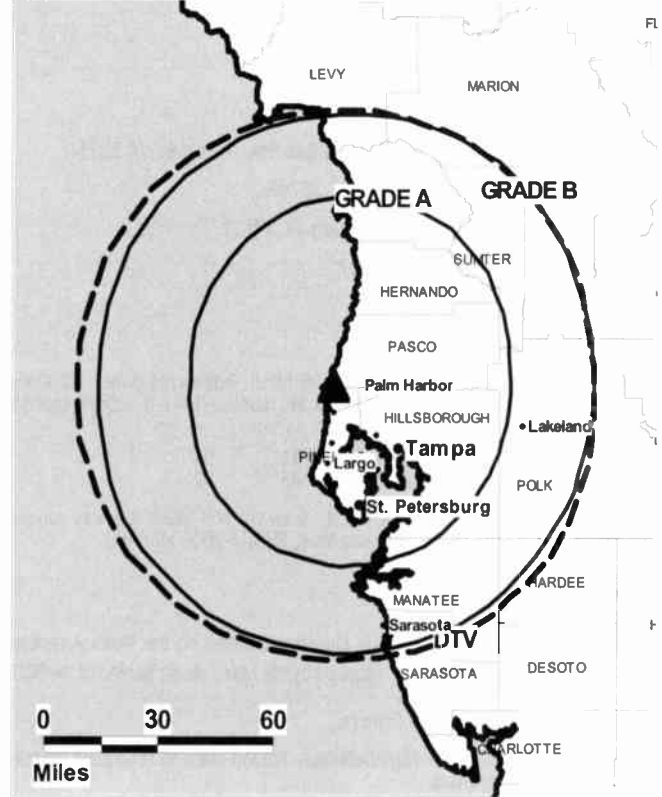 FL
LEVY
MARION
GRADE A
GRADE B
SUMTER
HERNANDO
PASCO
Palm Harbor
HILLSBOROUGH
Lakeland
Tampa
Largo
POLK
St. Petersburg
HARDEE
MANATEE
Sarasota
DTV
SARASOTA
DESOTO
0 30 60
CHARLOTTE
Miles